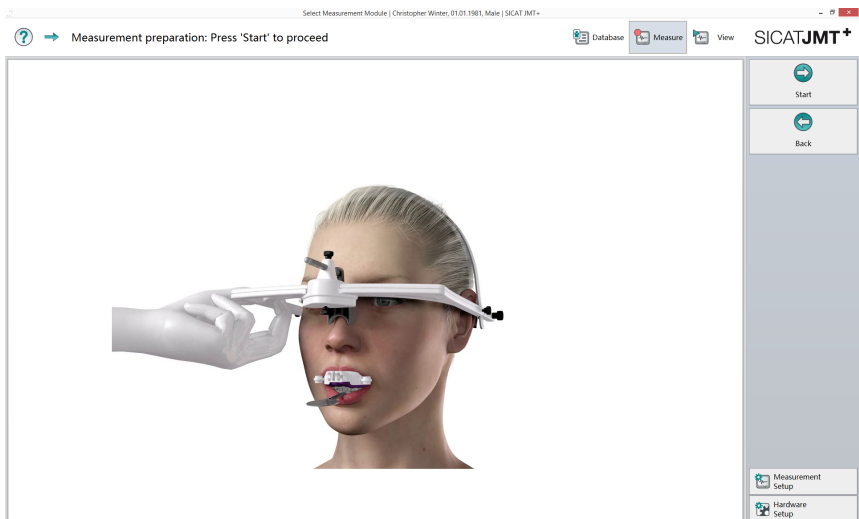 Select Measurement Module | Christopher Winter, 01.01.1981, Male | SICAT JMT+
Measurement preparation: Press 'Start' to proceed
Database
Measure
View
SICATJMT+
Start
Back
Measurement
Setup
Hardware
Setup